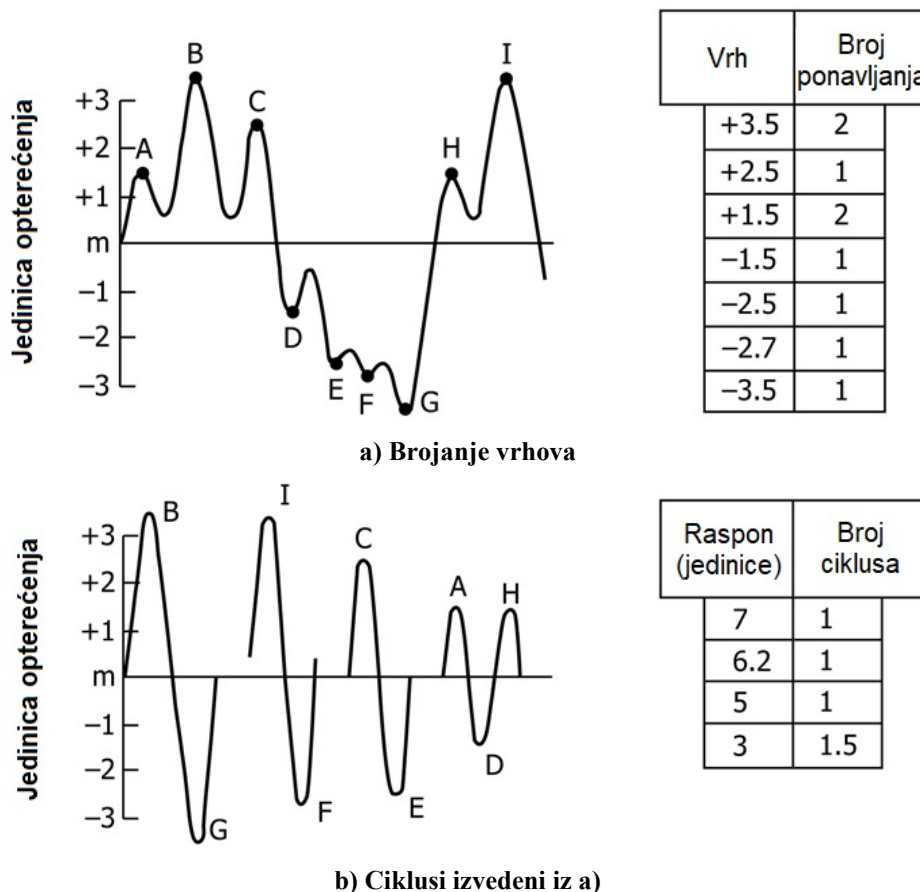 Jedinica opterećenja
+3
+2
+1
m
−1
−2
−3
A
B
C
D
E
F
G
H
I
Vrh
Broj
ponavljanja
+3.5
2
+2.5
1
+1.5
2
−1.5
1
−2.5
1
−2.7
1
−3.5
1
a) Brojanje vrhova
Jedinica opterećenja
+3
+2
+1
m
−1
−2
−3
B
G
I
F
C
E
A
D
H
Raspon
(jedinice)
Broj
ciklusa
7
1
6.2
1
5
1
3
1.5
b) Ciklusi izvedeni iz a)